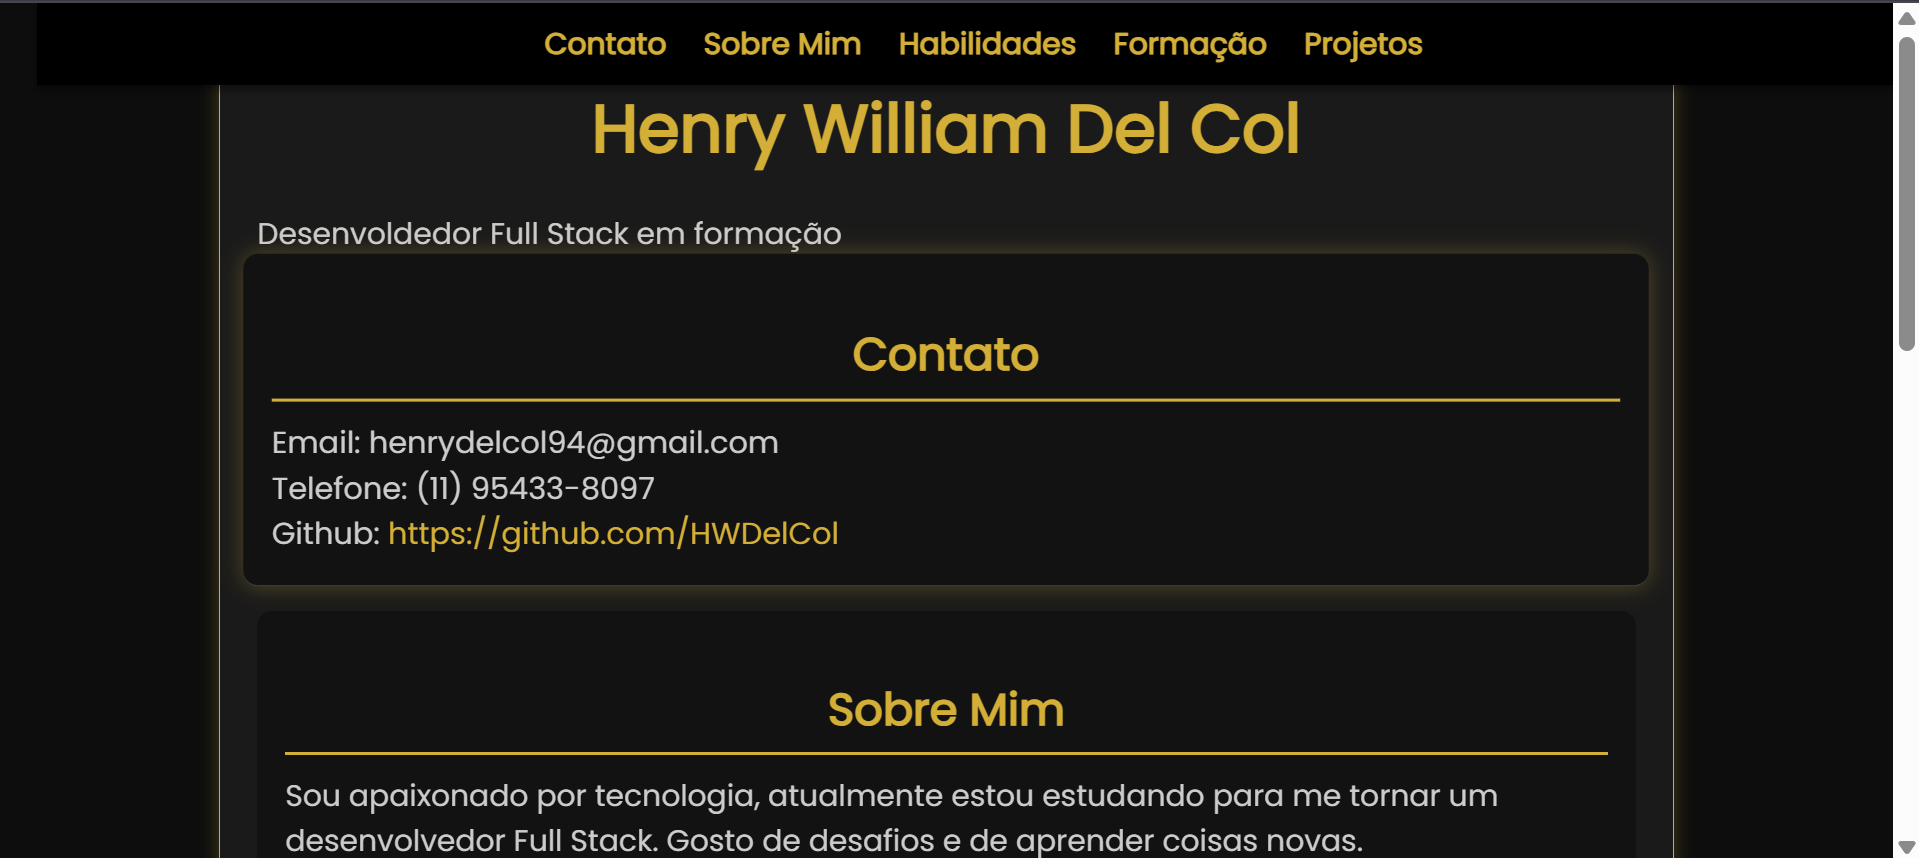 Contato Sobre Mim Habilidades Formação Projetos
Henry William Del Col
Desenvoldedor Full Stack em formação
Contato
Email: henrydelcol94@gmail.com
Telefone: (11) 95433-8097
Github: https://github.com/HWDelCol
Sobre Mim
Sou apaixonado por tecnologia, atualmente estou estudando para me tornar um
desenvolvedor Full Stack. Gosto de desafios e de aprender coisas novas.